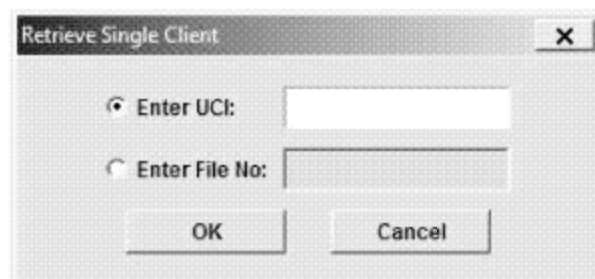 Retrieve Single Client
Enter UCI:
Enter File No:
OK Cancel